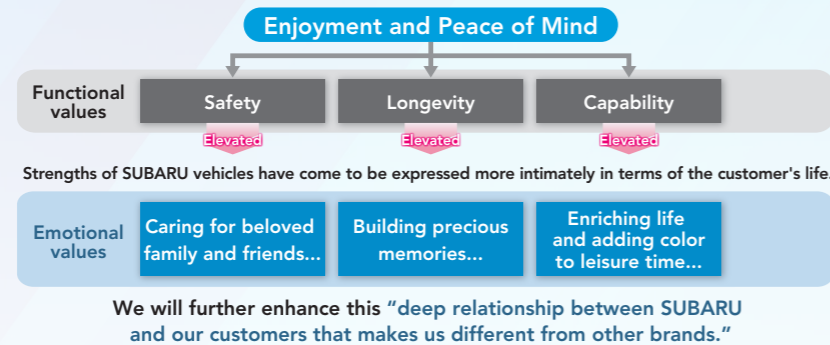 Enjoyment and Peace of Mind
Functional
values
Safety
Longevity
Capability
Elevated
Elevated
Elevated
Strengths of SUBARU vehicles have come to be expressed more intimately in terms of the customer's life.
Emotional
values
Caring for beloved
family and friends...
Building precious
memories...
Enriching life
and adding color
to leisure time...
We will further enhance this “deep relationship between SUBARU
and our customers that makes us different from other brands.”